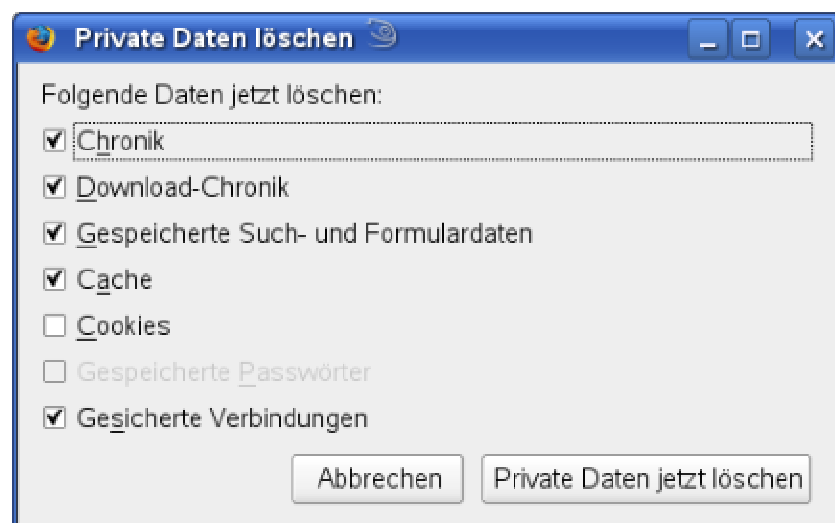 Private Daten löschen
Folgende Daten jetzt löschen:
Chronik
Download-Chronik
Gespeicherte Such- und Formulardaten
Cache
Cookies
Gespeicherte Passwörter
Gesicherte Verbindungen
Abbrechen
Private Daten jetzt löschen